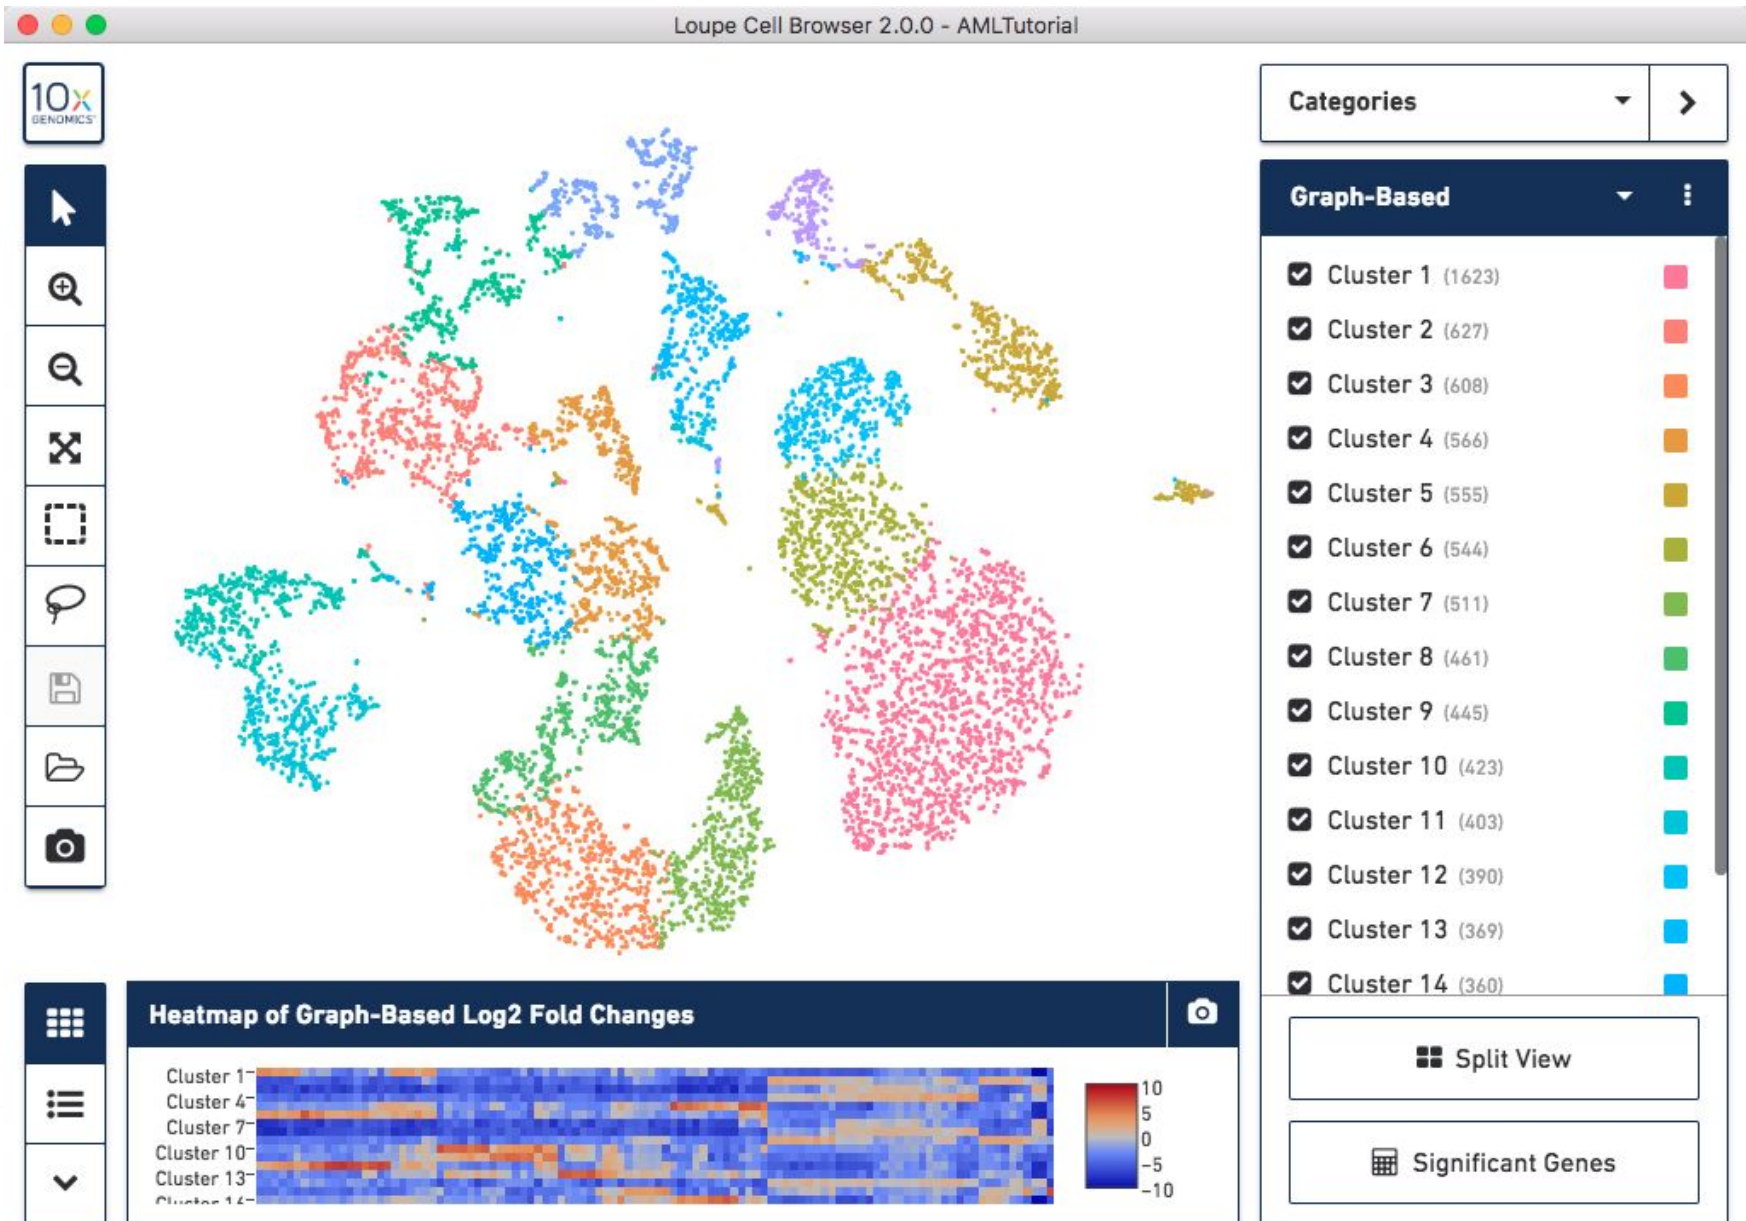 Loupe Cell Browser 2.0.0 - AMLTutorial
10x
GENOMICS
Categories
Graph-Based
Cluster 1 (1623)
Cluster 2 (627)
Cluster 3 (608)
Cluster 4 (566)
Cluster 5 (555)
Cluster 6 (544)
Cluster 7 (511)
Cluster 8 (461)
Cluster 9 (445)
Cluster 10 (423)
Cluster 11 (403)
Cluster 12 (390)
Cluster 13 (369)
Cluster 14 (360)
Split View
Significant Genes
Heatmap of Graph-Based Log2 Fold Changes
Cluster 1
Cluster 4
Cluster 7
Cluster 10
Cluster 13
Cluster 16
10
5
0
−5
−10